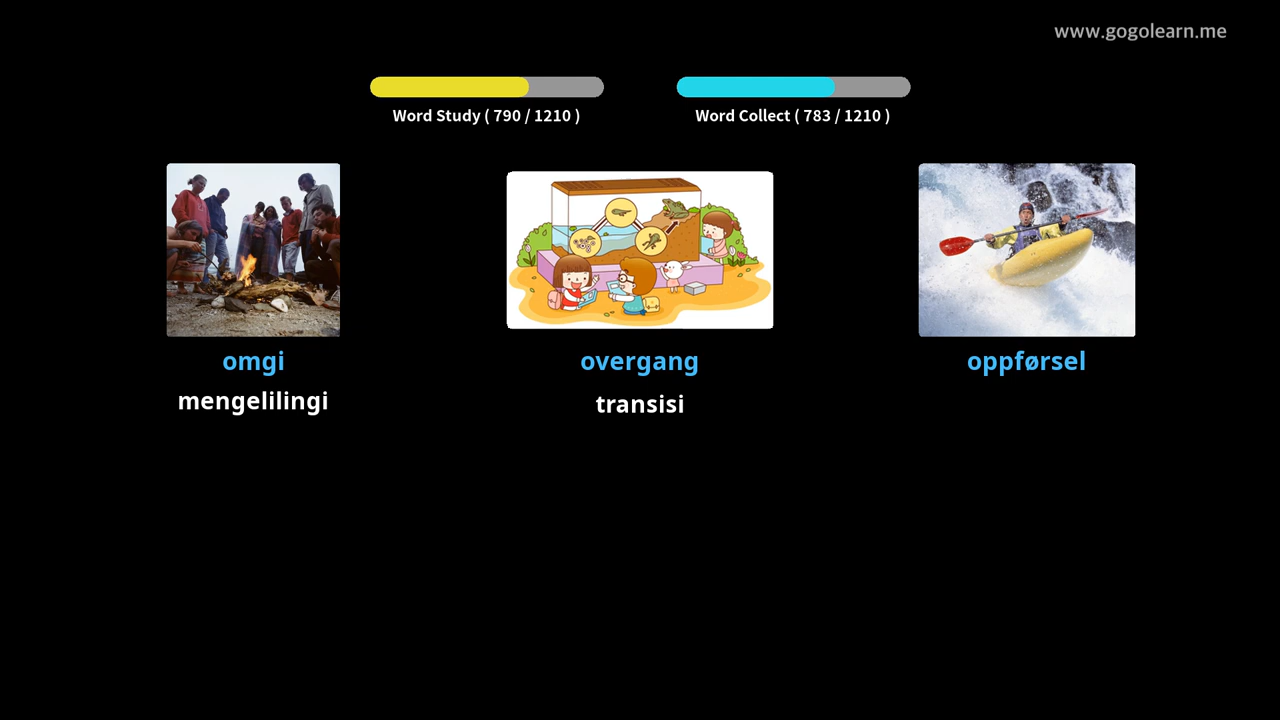 www.gogolearn.me
Word Study ( 790 / 1210 )
Word Collect ( 783 / 1210 )
omgi
mengelilingi
overgang
transisi
oppførsel